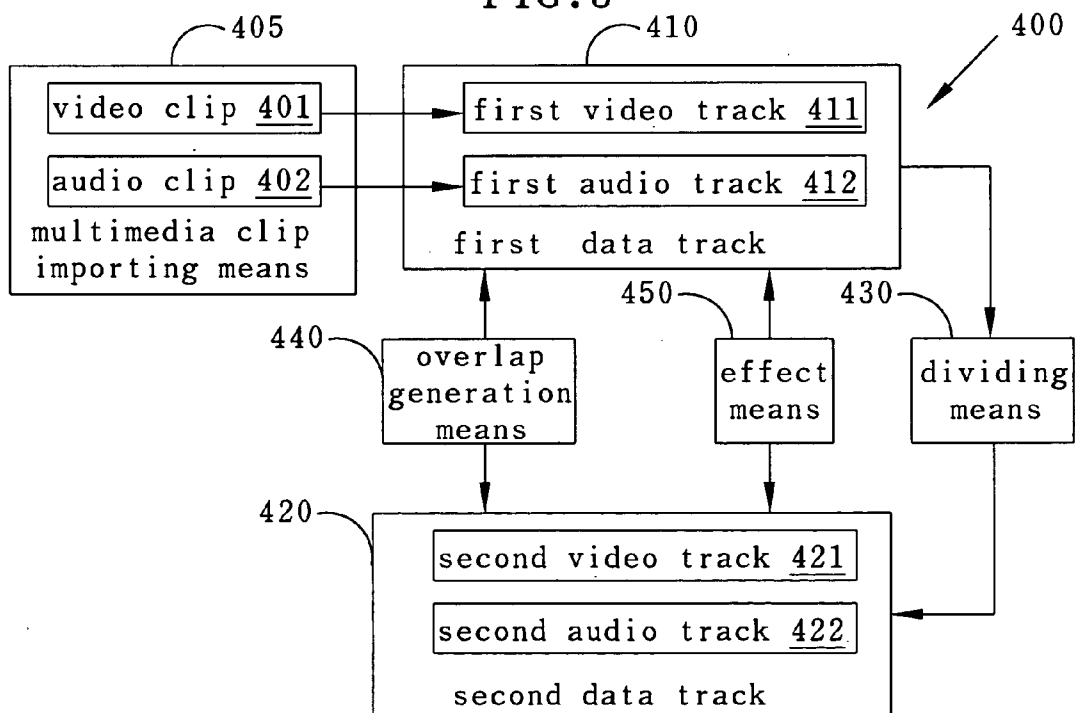 405
410
400
video clip 401
first video track 411
audio clip 402
first audio track 412
multimedia clip
importing means
first data track
440
450
430
overlap
generation
means
effect
means
dividing
means
420
second video track 421
second audio track 422
second data track